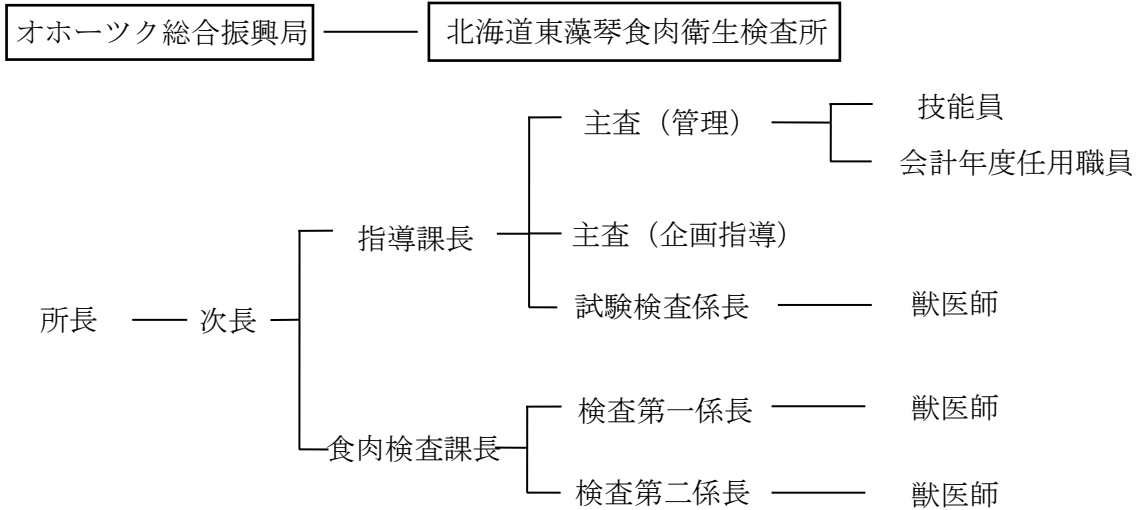 オホーツク総合振興局
北海道東藻琴食肉衛生検査所
技能員
主査（管理）
会計年度任用職員
指導課長
主査（企画指導）
試験検査係長
獣医師
所長
次長
検査第一係長
獣医師
食肉検査課長
検査第二係長
獣医師